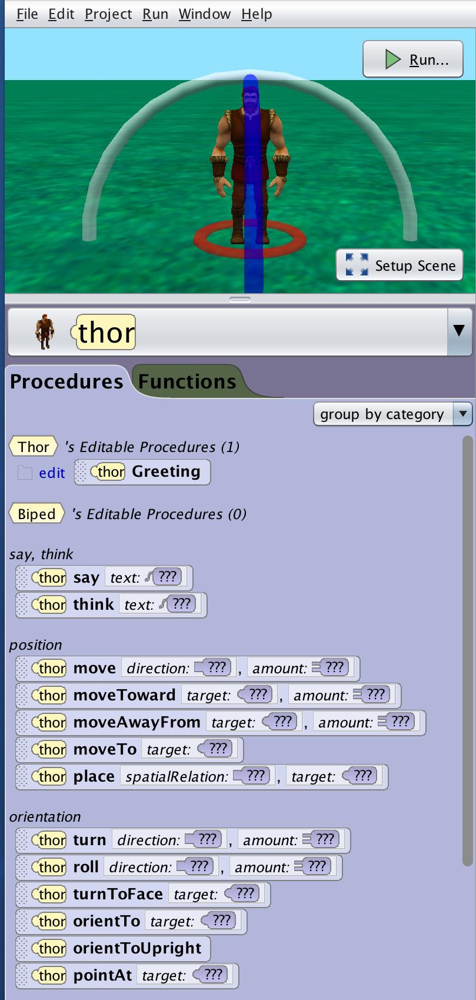 File Edit Project Run Window Help
Run...
Setup Scene
thor
Procedures Functions
group by category
Thor 's Editable Procedures (1)
edit thor Greeting
Biped 's Editable Procedures (0)
say, think
thor say text: ???
thor think text: ???
position
thor move direction: ???, amount: ???
thor moveToward target: ???, amount: ???
thor moveAwayFrom target: ???, amount: ???
thor moveTo target: ???
thor place spatialRelation: ???, target: ???
orientation
thor turn direction: ???, amount: ???
thor roll direction: ???, amount: ???
thor turnToFace target: ???
thor orientTo target: ???
thor orientToUpright
thor pointAt target: ???